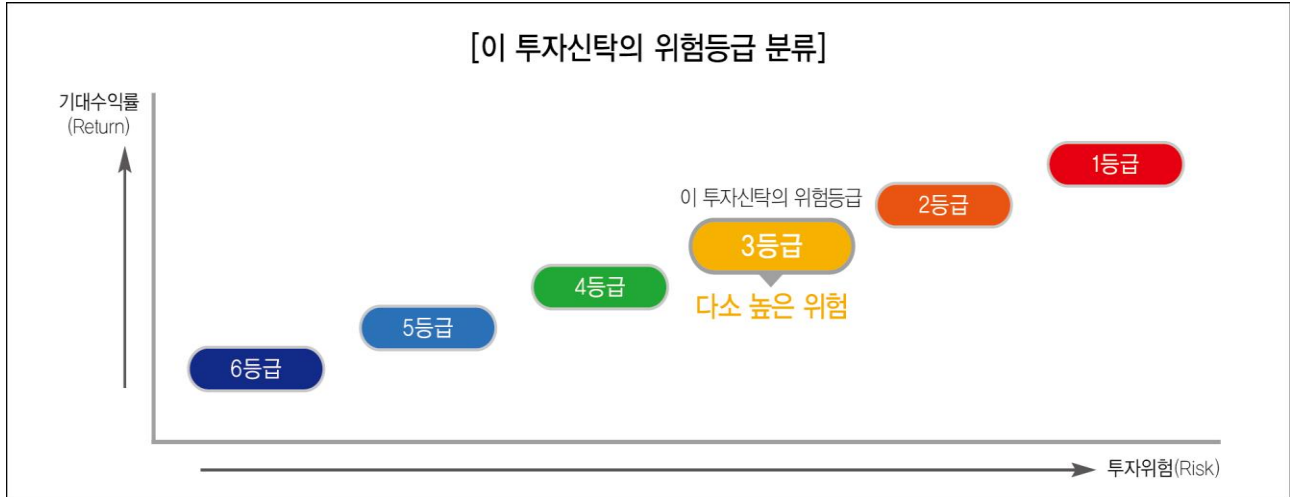 [이 투자신탁의 위험등급 분류]
기대수익률
(Return)
1등급
이 투자신탁의 위험등급
2등급
3등급
4등급
다소 높은 위험
5등급
6등급
투자위험(Risk)